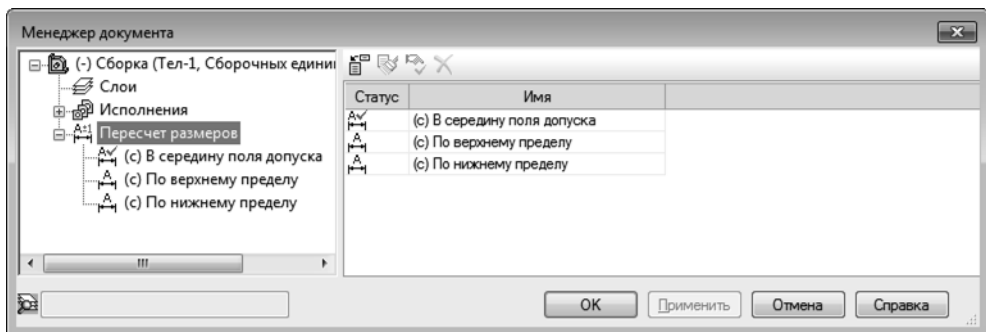 Менеджер документа
(-) Сборка (Тел-1, Сборочных едини
Слои
Исполнения
Пересчет размеров
(с) В середину поля допуска
(с) По верхнему пределу
(с) По нижнему пределу
Статус Имя
(с) В середину поля допуска
(с) По верхнему пределу
(с) По нижнему пределу
OK Применить Отмена Справка